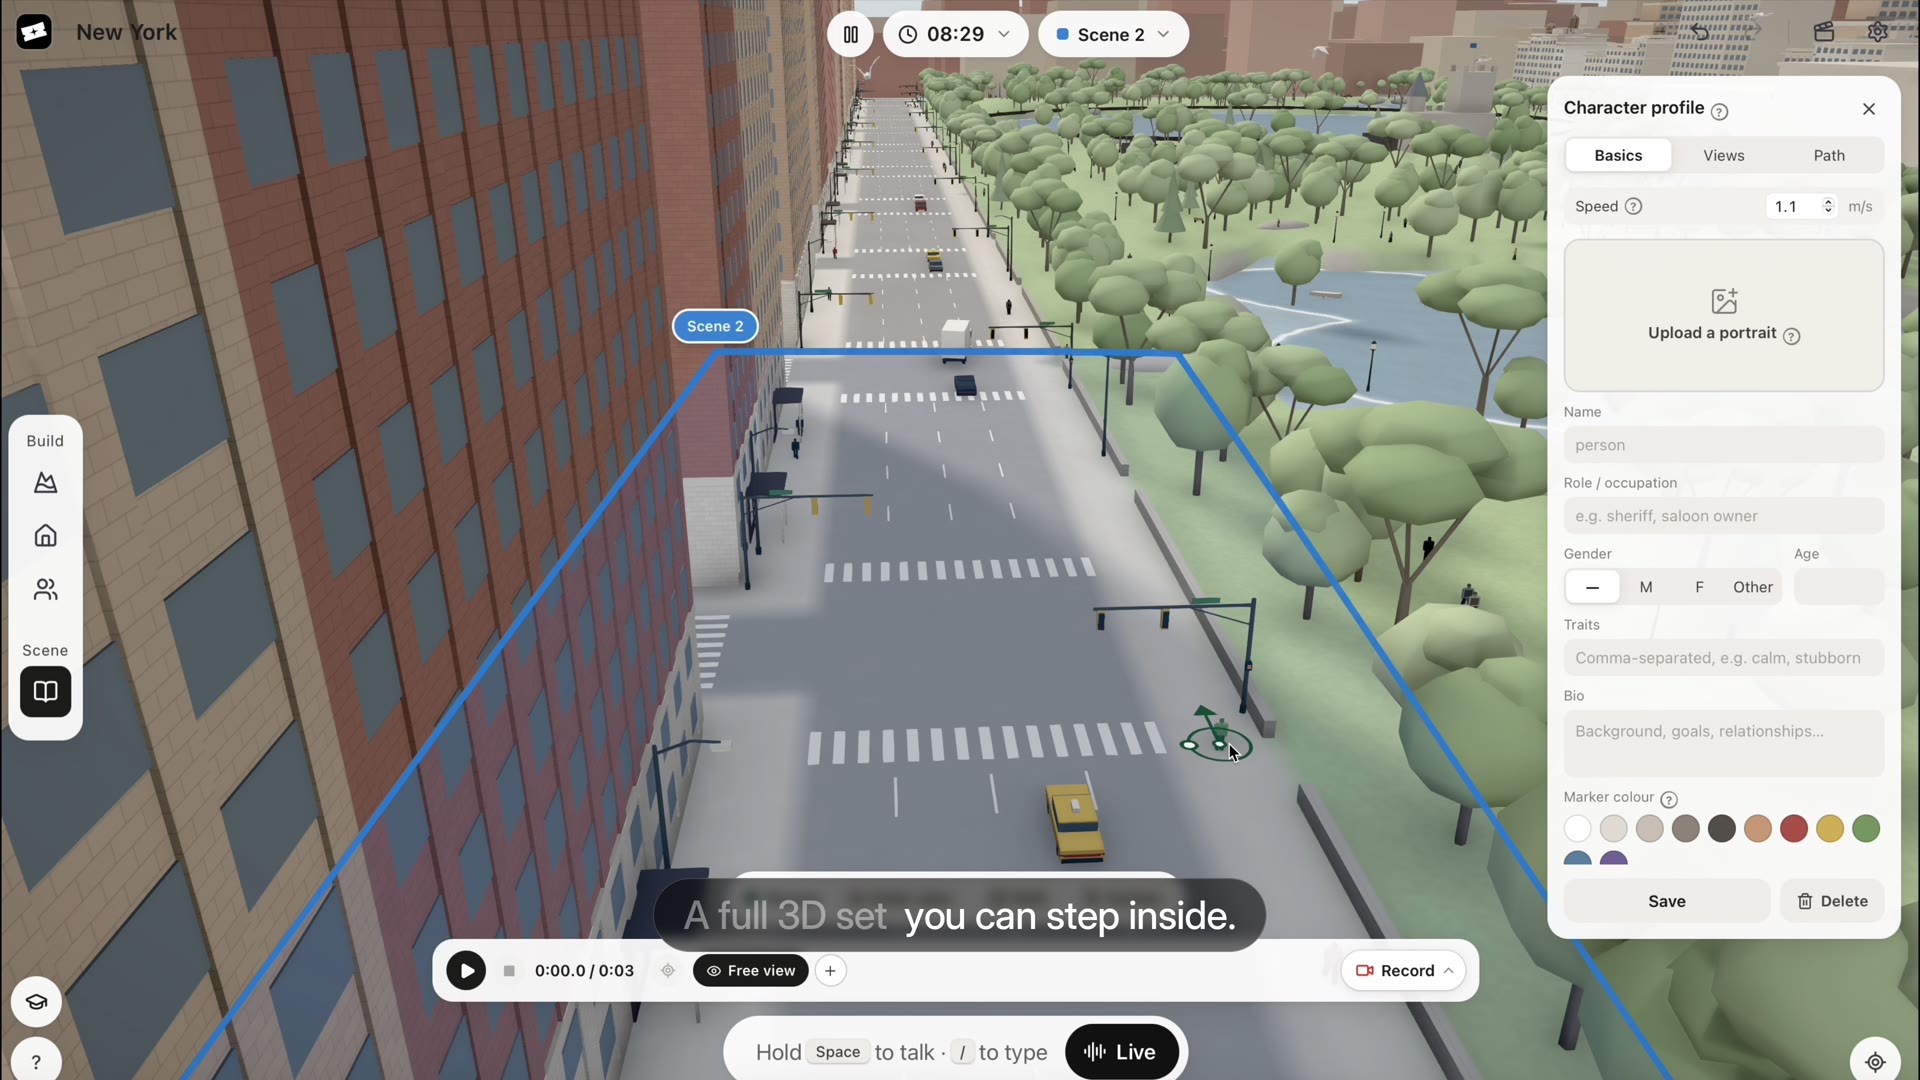 New York
08:29
Scene 2
Character profile ?
Basics
Views
Path
Speed ?
1.1
m/s
Upload a portrait ?
Scene 2
Name
person
Role / occupation
e.g. sheriff, saloon owner
Gender
Age
—
M
F
Other
Traits
Comma-separated, e.g. calm, stubborn
Bio
Background, goals, relationships...
Marker colour ?
Save
Delete
Build
Scene
A full 3D set you can step inside.
0:00.0 / 0:03
Free view
+
Record
Hold Space to talk · / to type
Live
?